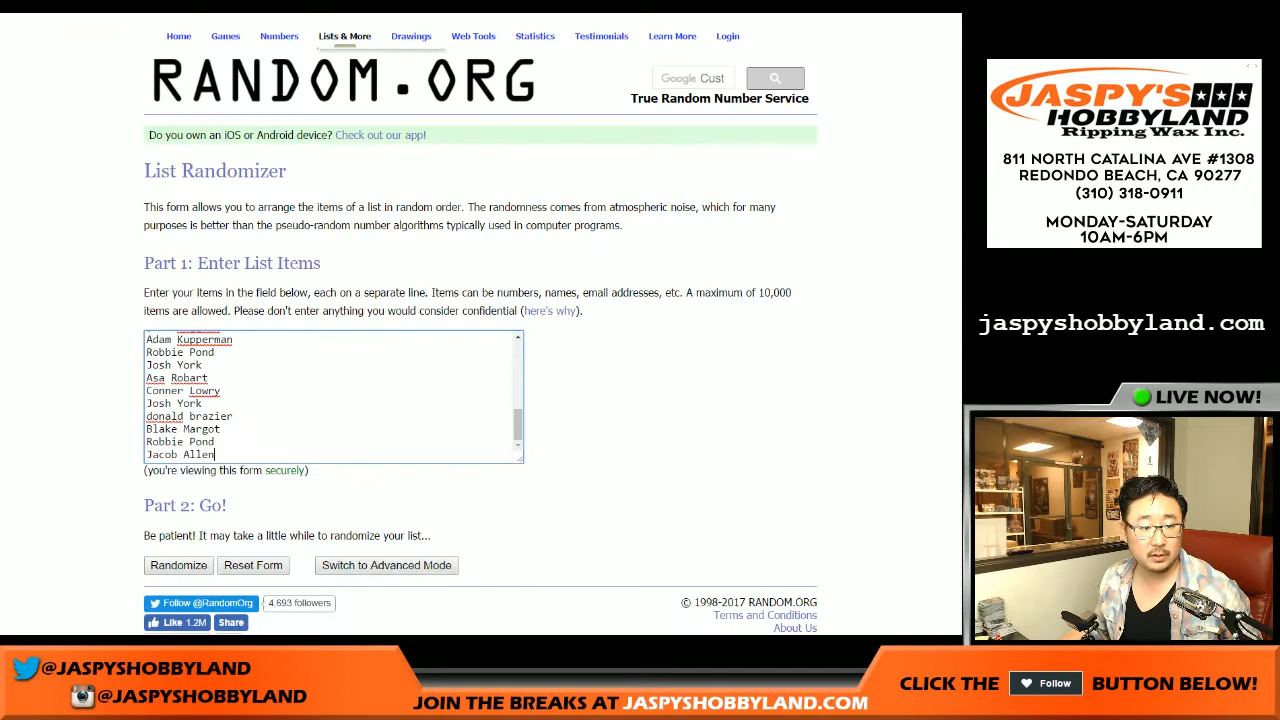 Home Games Numbers Lists & More Drawings Web Tools Statistics Testimonials Learn More Login
RANDOM.ORG
Google Cust
True Random Number Service
Do you own an iOS or Android device? Check out our app!
List Randomizer
This form allows you to arrange the items of a list in random order. The randomness comes from atmospheric noise, which for many
purposes is better than the pseudo-random number algorithms typically used in computer programs.
Part 1: Enter List Items
Enter your items in the field below, each on a separate line. Items can be numbers, names, email addresses, etc. A maximum of 10,000
items are allowed. Please don't enter anything you would consider confidential (here's why).
Adam Kupperman
Robbie Pond
Josh York
Asa Robart
Conner Lowry
Josh York
donald brazier
Blake Margot
Robbie Pond
Jacob Allen
(you're viewing this form securely)
Part 2: Go!
Be patient! It may take a little while to randomize your list...
Randomize Reset Form Switch to Advanced Mode
Follow @RandomOrg 4,693 followers
Like 1.2M Share
© 1998-2017 RANDOM.ORG
Terms and Conditions
About Us
JASPY'S
HOBBYLAND
Ripping Wax Inc.
811 NORTH CATALINA AVE #1308
REDONDO BEACH, CA 90277
(310) 318-0911
MONDAY-SATURDAY
10AM-6PM
jaspyshobbyland.com
LIVE NOW!
@JASPYSHOBBYLAND
@JASPYSHOBBYLAND
JOIN THE BREAKS AT JASPYSHOBBYLAND.COM
CLICK THE Follow BUTTON BELOW!